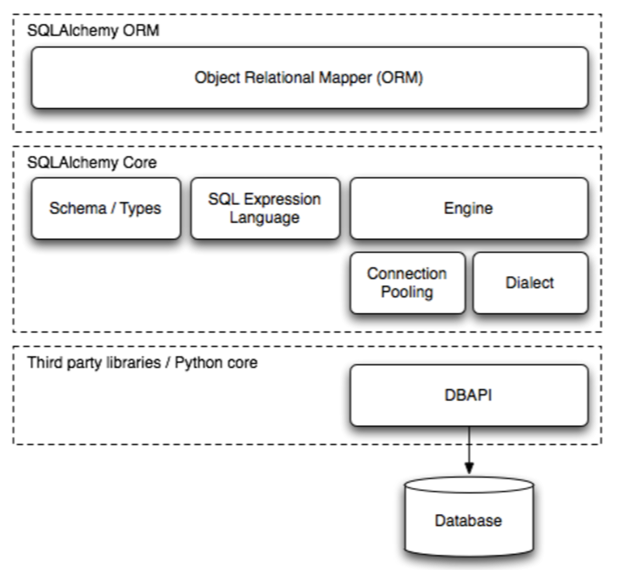 SQLAlchemy ORM
Object Relational Mapper (ORM)
SQLAlchemy Core
Schema / Types
SQL Expression
Language
Engine
Connection
Pooling
Dialect
Third party libraries / Python core
DBAPI
Database